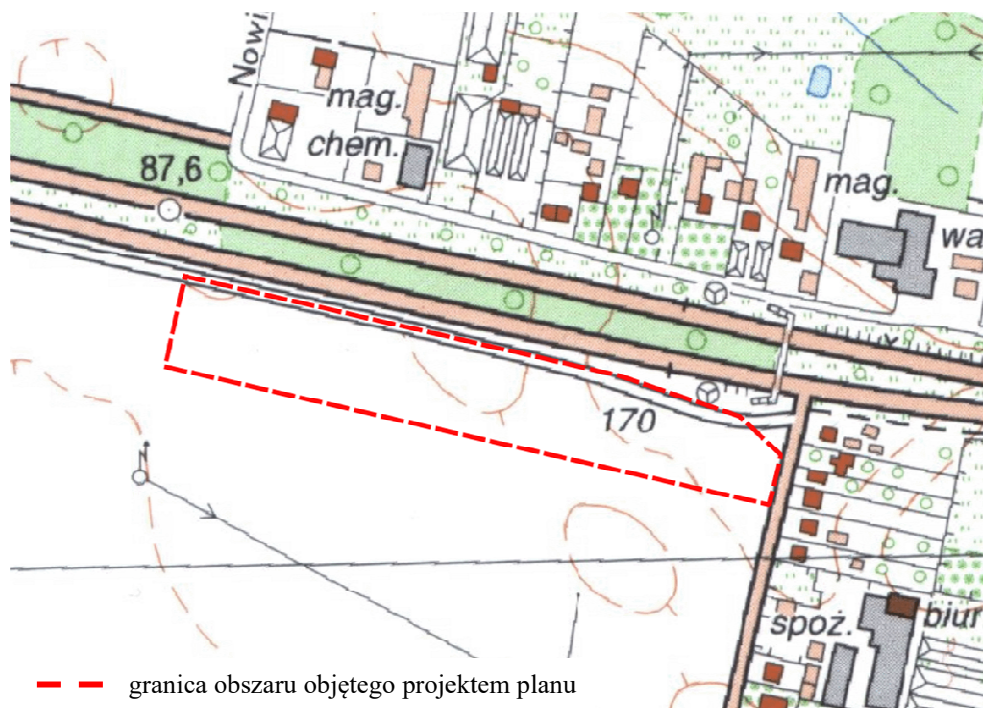 Nowi
mag.
chem.
87,6
mag.
wa
170
spoż.
biur
granica obszaru objętego projektem planu